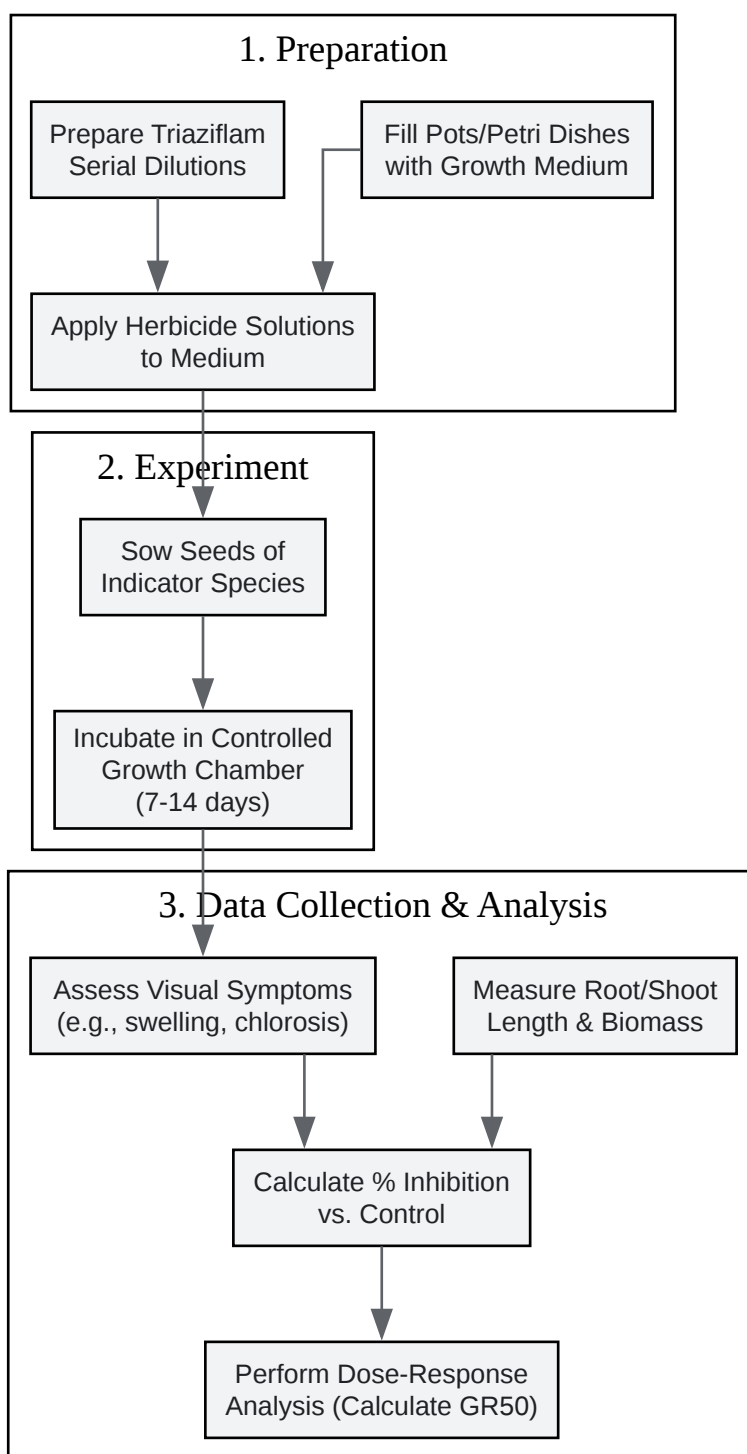 1. Preparation
Prepare Triaziflam
Serial Dilutions
Fill Pots/Petri Dishes
with Growth Medium
Apply Herbicide Solutions
to Medium
2. Experiment
Sow Seeds of
Indicator Species
Incubate in Controlled
Growth Chamber
(7-14 days)
3. Data Collection & Analysis
Assess Visual Symptoms
(e.g., swelling, chlorosis)
Measure Root/Shoot
Length & Biomass
Calculate % Inhibition
vs. Control
Perform Dose-Response
Analysis (Calculate GR50)